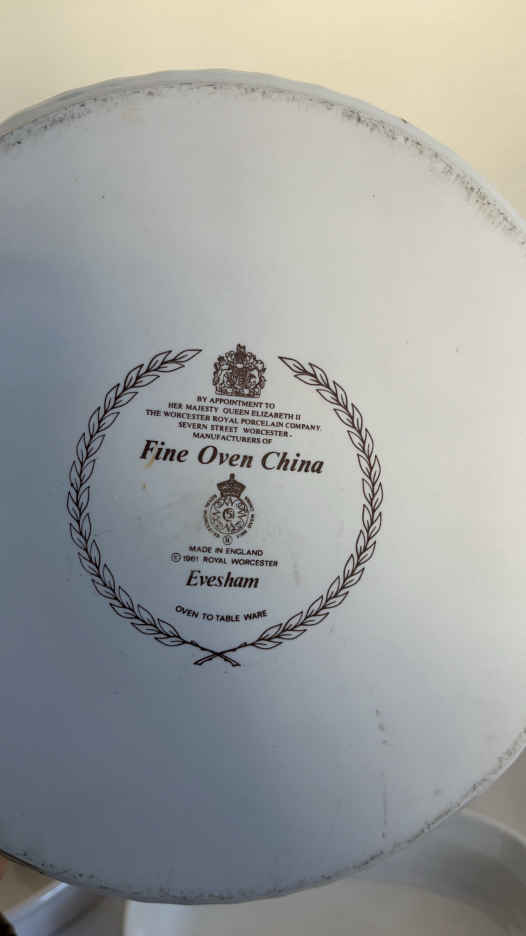 BY APPOINTMENT TO
HER MAJESTY QUEEN ELIZABETH II
THE WORCESTER ROYAL PORCELAIN COMPANY.
SEVERN STREET WORCESTER.
MANUFACTURERS OF
Fine Oven China
MADE IN ENGLAND
© 1961 ROYAL WORCESTER
Evesham
OVEN TO TABLE WARE